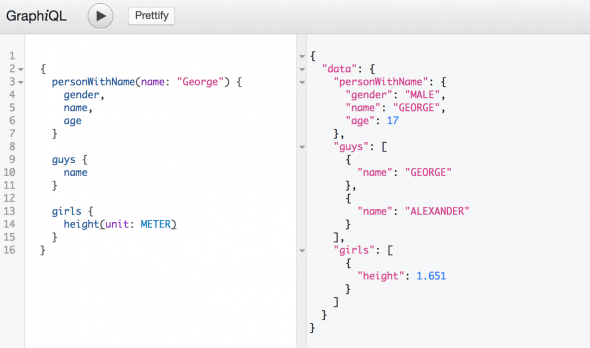 GraphiQL Prettify
1
2 {
3 personWithName(name: "George") {
4 gender,
5 name,
6 age
7 }
8
9 guys {
10 name
11 }
12
13 girls {
14 height(unit: METER)
15 }
16 }
{
"data": {
"personWithName": {
"gender": "MALE",
"name": "GEORGE",
"age": 17
},
"guys": [
{
"name": "GEORGE"
},
{
"name": "ALEXANDER"
}
],
"girls": [
{
"height": 1.651
}
]
}
}